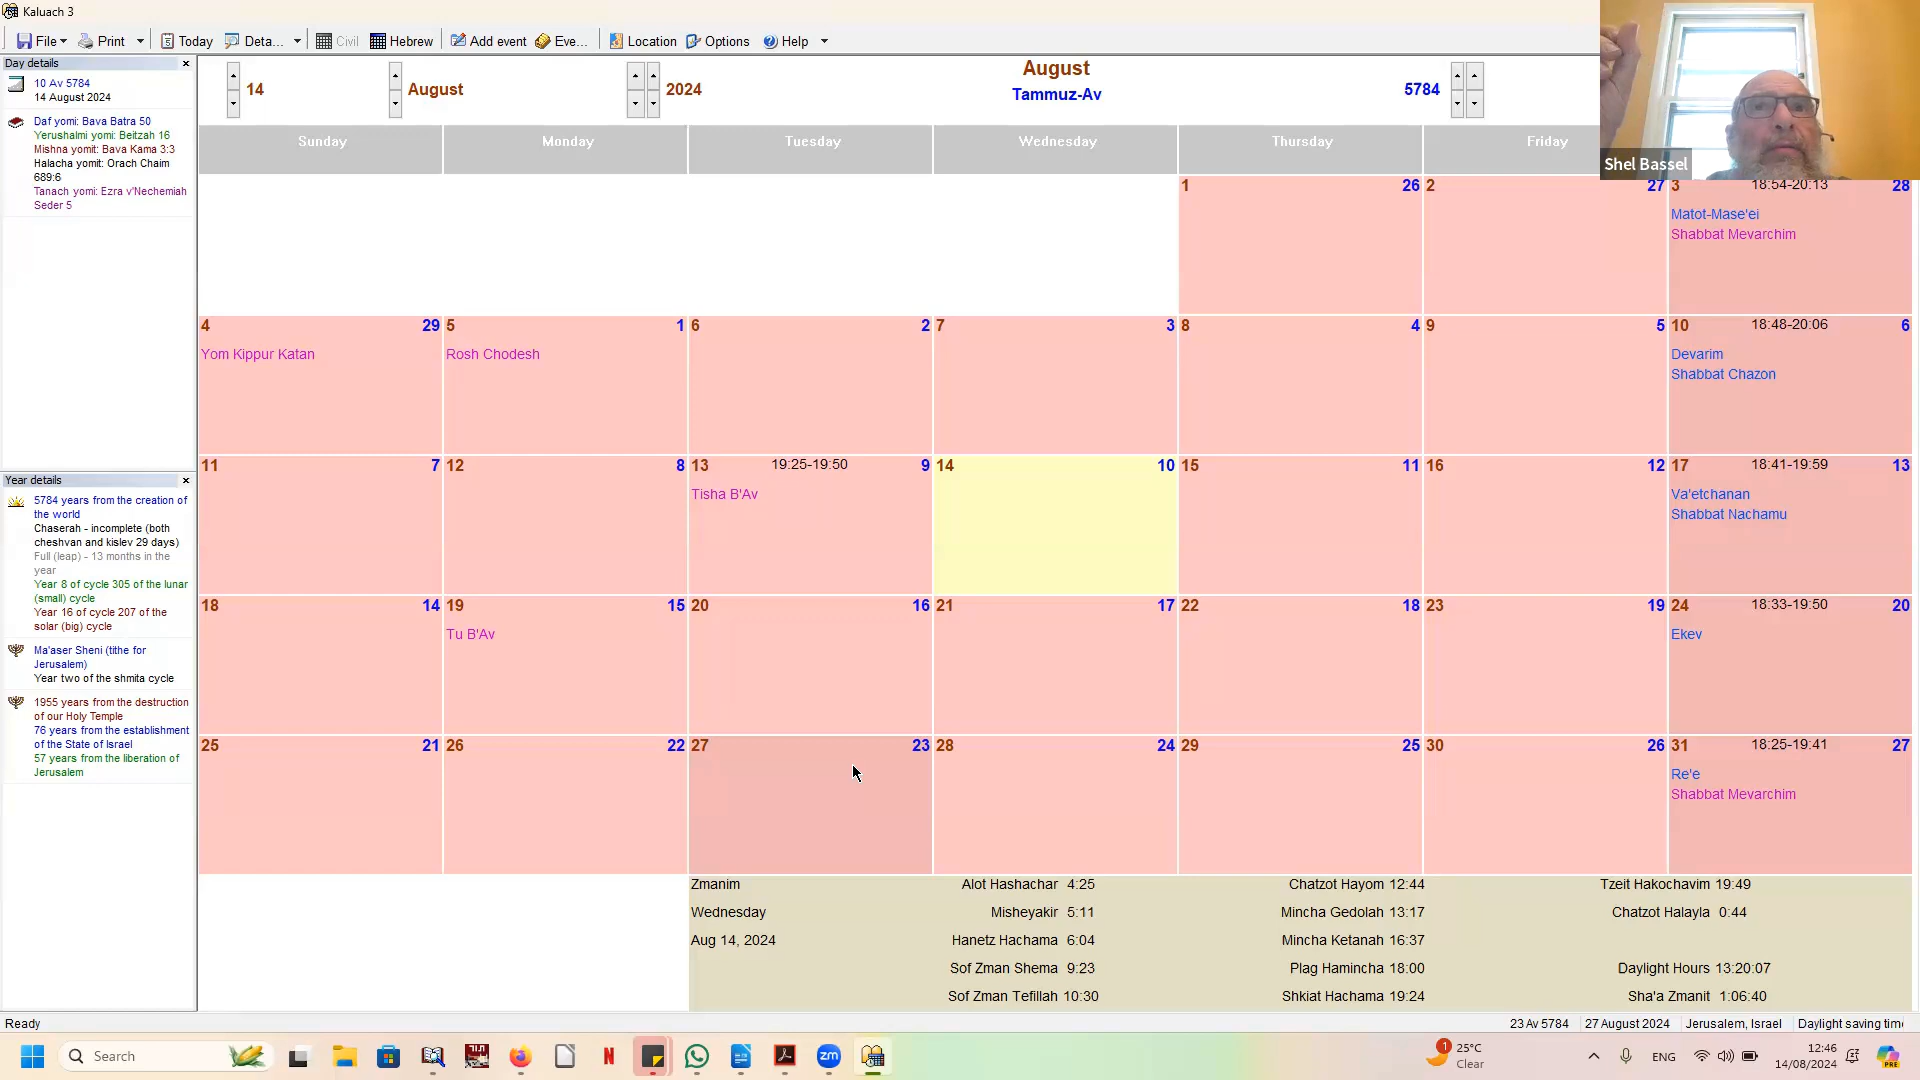 Kaluach 3
File Print Today Deta... Civil Hebrew Add event Eve... Location Options Help
Day details
10 Av 5784
14 August 2024
Daf yomi: Bava Batra 50
Yerushalmi yomi: Beitzah 16
Mishna yomit: Bava Kama 3:3
Halacha yomit: Orach Chaim
689:6
Tanach yomi: Ezra v'Nechemiah
Seder 5
Year details
5784 years from the creation of
the world
Chaserah - incomplete (both
cheshvan and kislev 29 days)
Full (leap) - 13 months in the
year
Year 8 of cycle 305 of the lunar
(small) cycle
Year 16 of cycle 207 of the
solar (big) cycle
Ma'aser Sheni (tithe for
Jerusalem)
Year two of the shmita cycle
1955 years from the destruction
of our Holy Temple
76 years from the establishment
of the State of Israel
57 years from the liberation of
Jerusalem
14 August 2024
August
Tammuz-Av
5784
Shel Bassel
Sunday Monday Tuesday Wednesday Thursday Friday
1 26 2 27 3 18:54-20:13 28
Matot-Mase'ei
Shabbat Mevarchim
4 29 5 1 6 2 7 3 8 4 9 5 10 18:48-20:06 6
Yom Kippur Katan Rosh Chodesh Devarim
Shabbat Chazon
11 7 12 8 13 19:25-19:50 9 14 10 15 11 16 12 17 18:41-19:59 13
Tisha B'Av Va'etchanan
Shabbat Nachamu
18 14 19 15 20 16 21 17 22 18 23 19 24 18:33-19:50 20
Tu B'Av Ekev
25 21 26 22 27 23 28 24 29 25 30 26 31 18:25-19:41 27
Re'e
Shabbat Mevarchim
Zmanim Alot Hashachar 4:25 Chatzot Hayom 12:44 Tzeit Hakochavim 19:49
Wednesday Misheyakir 5:11 Mincha Gedolah 13:17 Chatzot Halayla 0:44
Aug 14, 2024 Hanetz Hachama 6:04 Mincha Ketanah 16:37
Sof Zman Shema 9:23 Plag Hamincha 18:00 Daylight Hours 13:20:07
Sof Zman Tefillah 10:30 Shkiat Hachama 19:24 Sha'a Zmanit 1:06:40
Ready 23 Av 5784 27 August 2024 Jerusalem, Israel Daylight saving time
Search
N
zm
1
25°C
Clear
ENG
12:46
14/08/2024
PRE